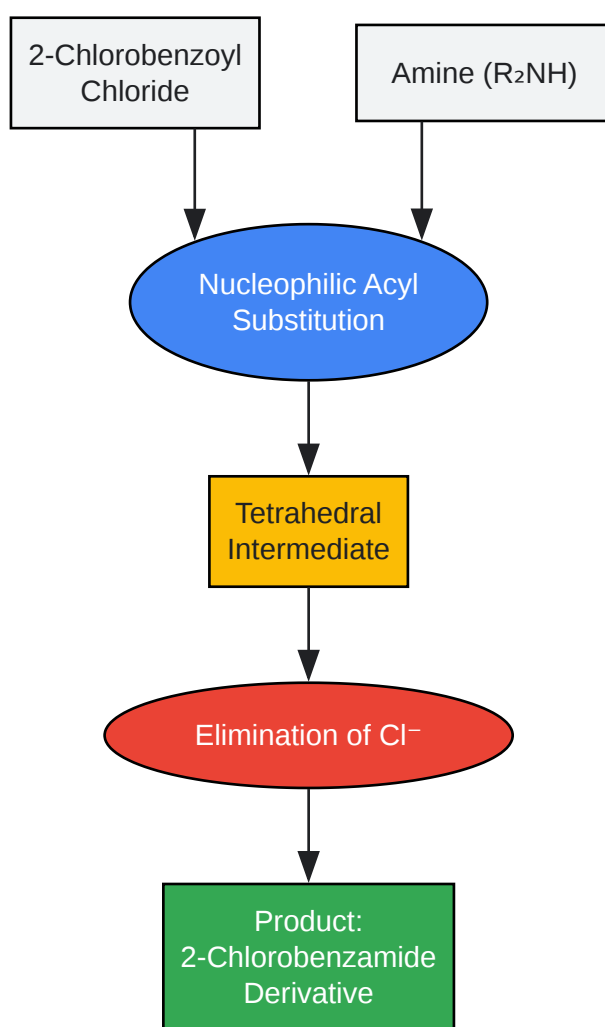 2-Chlorobenzoyl
Chloride
Amine (R₂NH)
Nucleophilic Acyl
Substitution
Tetrahedral
Intermediate
Elimination of Cl⁻
Product:
2-Chlorobenzamide
Derivative